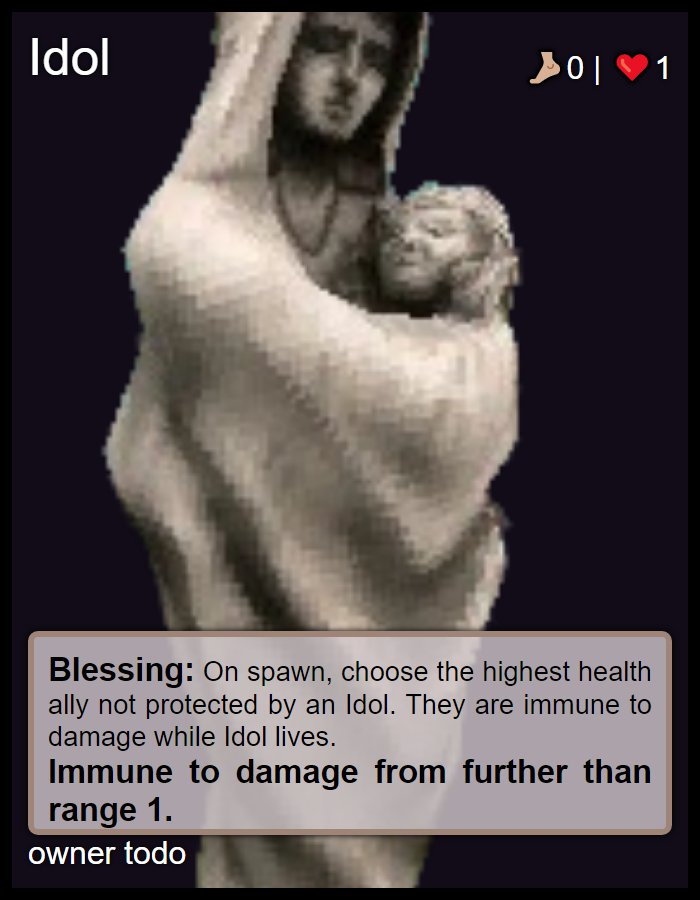 Idol
🦶🏼0 | ❤️1
Blessing: On spawn, choose the highest health
ally not protected by an Idol. They are immune to
damage while Idol lives.
Immune to damage from further than
range 1.
owner todo